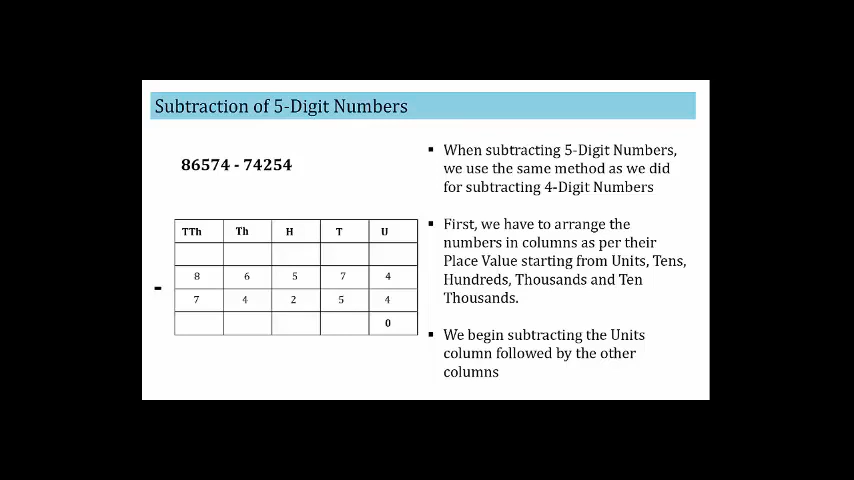 Subtraction of 5-Digit Numbers
86574 - 74254
TTh Th H T U
8 6 5 7 4
- 7 4 2 5 4
0
▪ When subtracting 5-Digit Numbers,
we use the same method as we did
for subtracting 4-Digit Numbers
▪ First, we have to arrange the
numbers in columns as per their
Place Value starting from Units, Tens,
Hundreds, Thousands and Ten
Thousands.
▪ We begin subtracting the Units
column followed by the other
columns